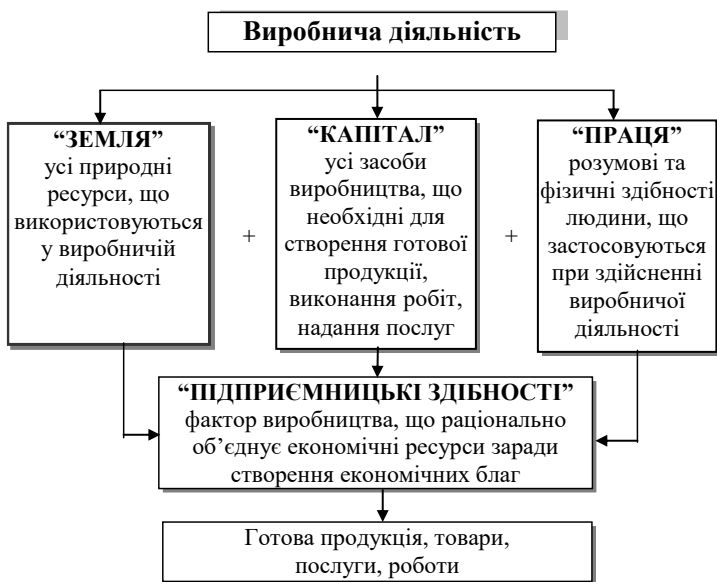 Виробнича діяльність
“ЗЕМЛЯ”
усі природні
ресурси, що
використовуються
у виробничій
діяльності
+
“КАПІТАЛ”
усі засоби
виробництва, що
необхідні для
створення готової
продукції,
виконання робіт,
надання послуг
+
“ПРАЦЯ”
розумові та
фізичні здібності
людини, що
застосовуються
при здійсненні
виробничої
діяльності
“ПІДПРИЄМНИЦЬКІ ЗДІБНОСТІ”
фактор виробництва, що раціонально
об’єднує економічні ресурси заради
створення економічних благ
Готова продукція, товари,
послуги, роботи